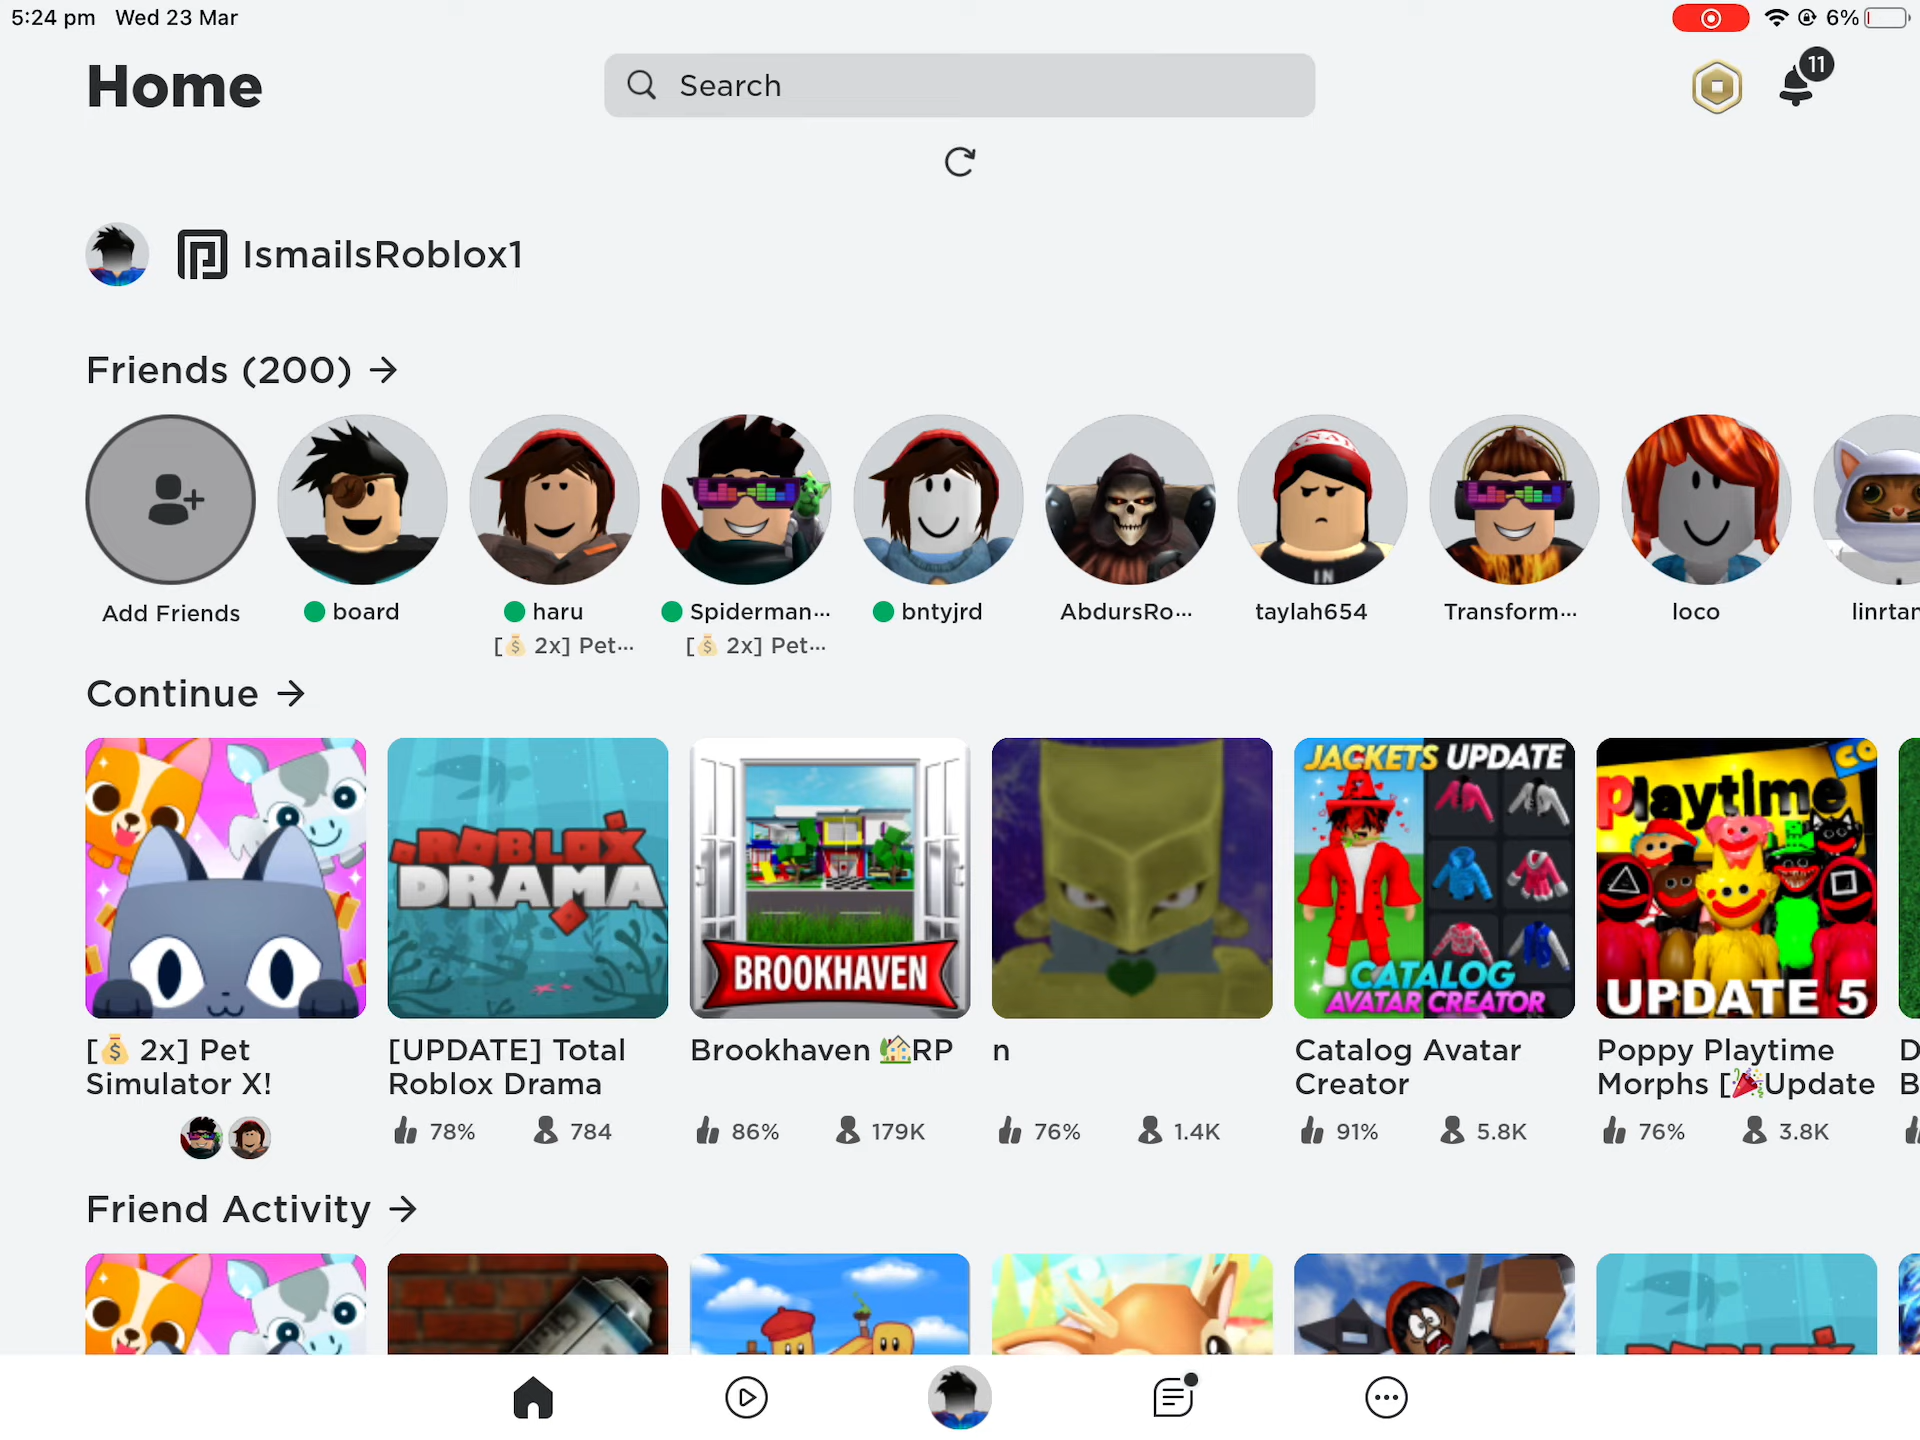 5:24 pm Wed 23 Mar
6%
Home
Search
11
IsmailsRoblox1
Friends (200) →
Add Friends
board
haru
Spiderman...
bntyjrd
AbdursRo...
taylah654
Transform...
loco
linrtan
[💰 2x] Pet...
[💰 2x] Pet...
IN
Continue →
ROBLOX
DRAMA
BROOKHAVEN
JACKETS UPDATE
CATALOG
AVATAR CREATOR
Playtime
CO
UPDATE 5
[💰 2x] Pet
Simulator X!
[UPDATE] Total
Roblox Drama
78% 784
Brookhaven 🏡RP
86% 179K
n
76% 1.4K
Catalog Avatar
Creator
91% 5.8K
Poppy Playtime
Morphs [🎉Update
76% 3.8K
D
B
Friend Activity →